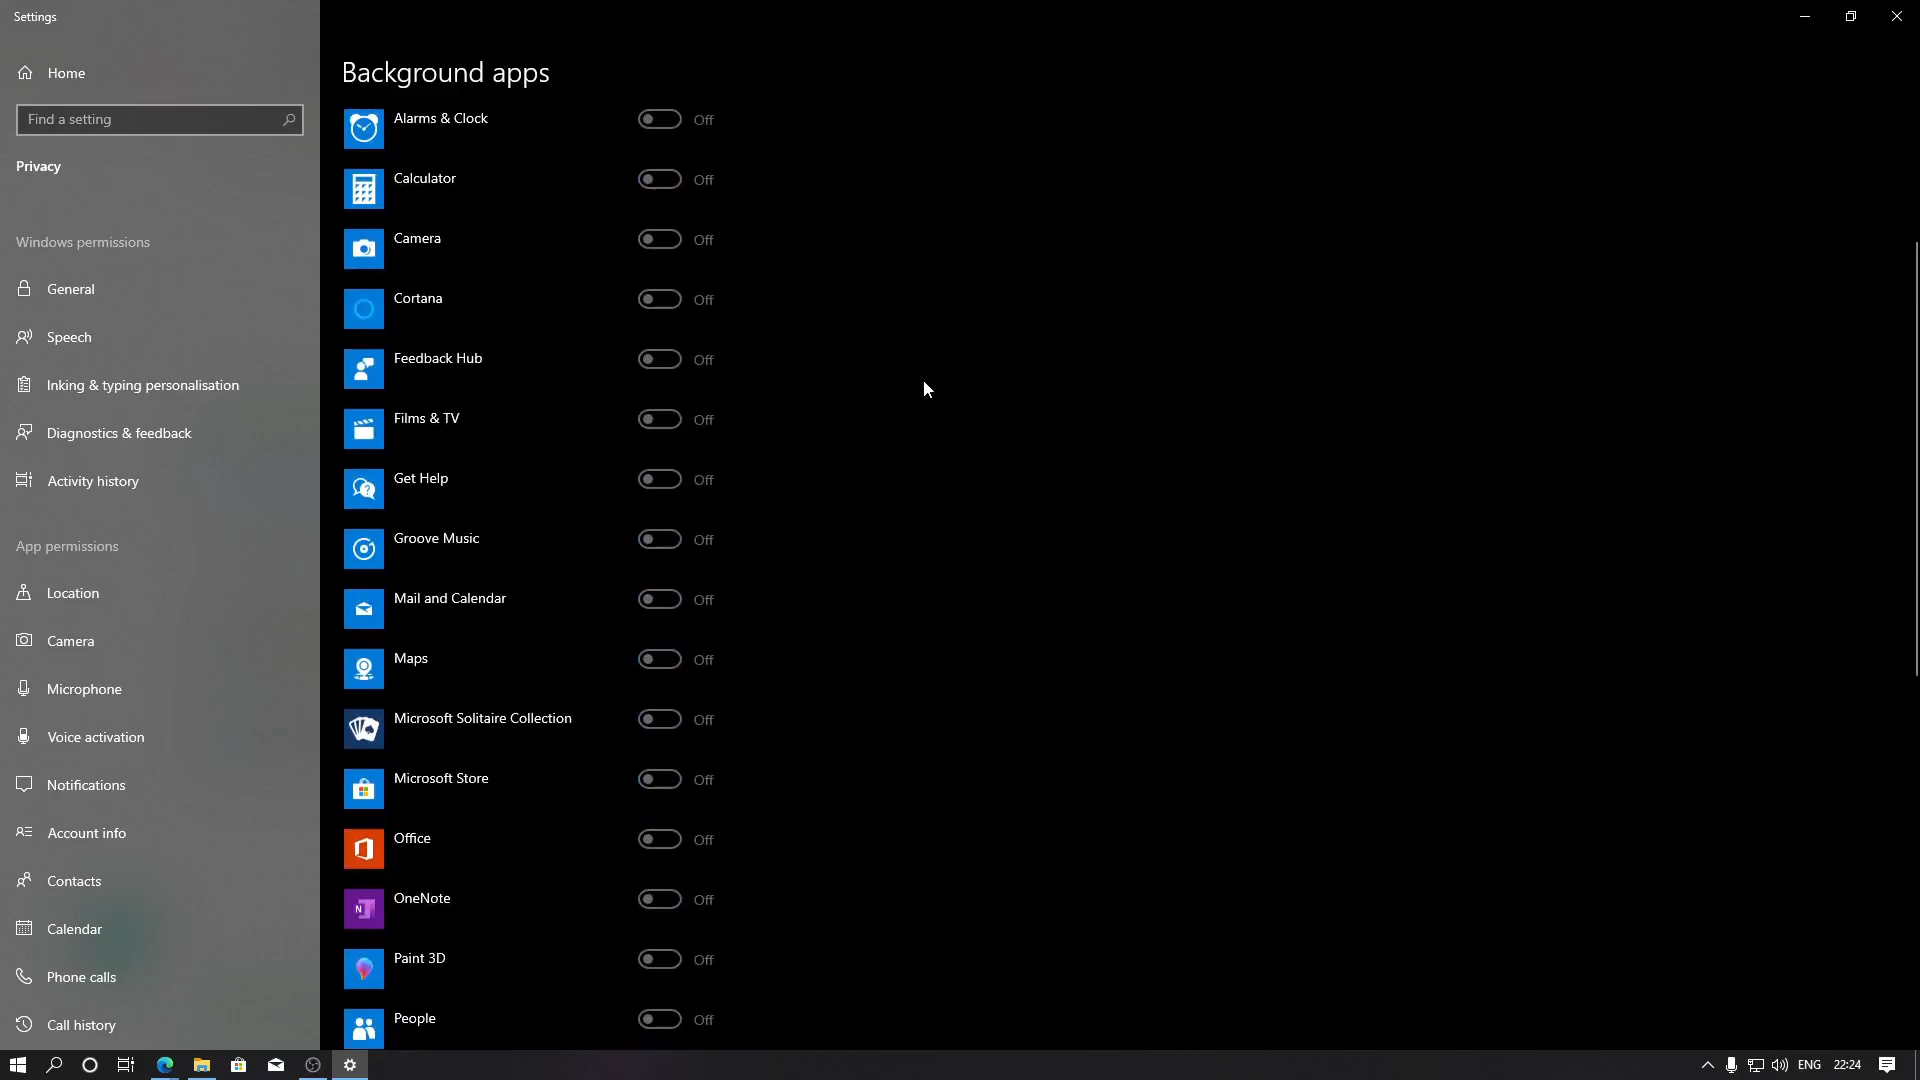 Settings
Home
Find a setting
Privacy
Windows permissions
General
Speech
Inking & typing personalisation
Diagnostics & feedback
Activity history
App permissions
Location
Camera
Microphone
Voice activation
Notifications
Account info
Contacts
Calendar
Phone calls
Call history
Background apps
Alarms & Clock Off
Calculator Off
Camera Off
Cortana Off
Feedback Hub Off
Films & TV Off
Get Help Off
Groove Music Off
Mail and Calendar Off
Maps Off
Microsoft Solitaire Collection Off
Microsoft Store Off
Office Off
OneNote Off
Paint 3D Off
People Off
ENG 22:24